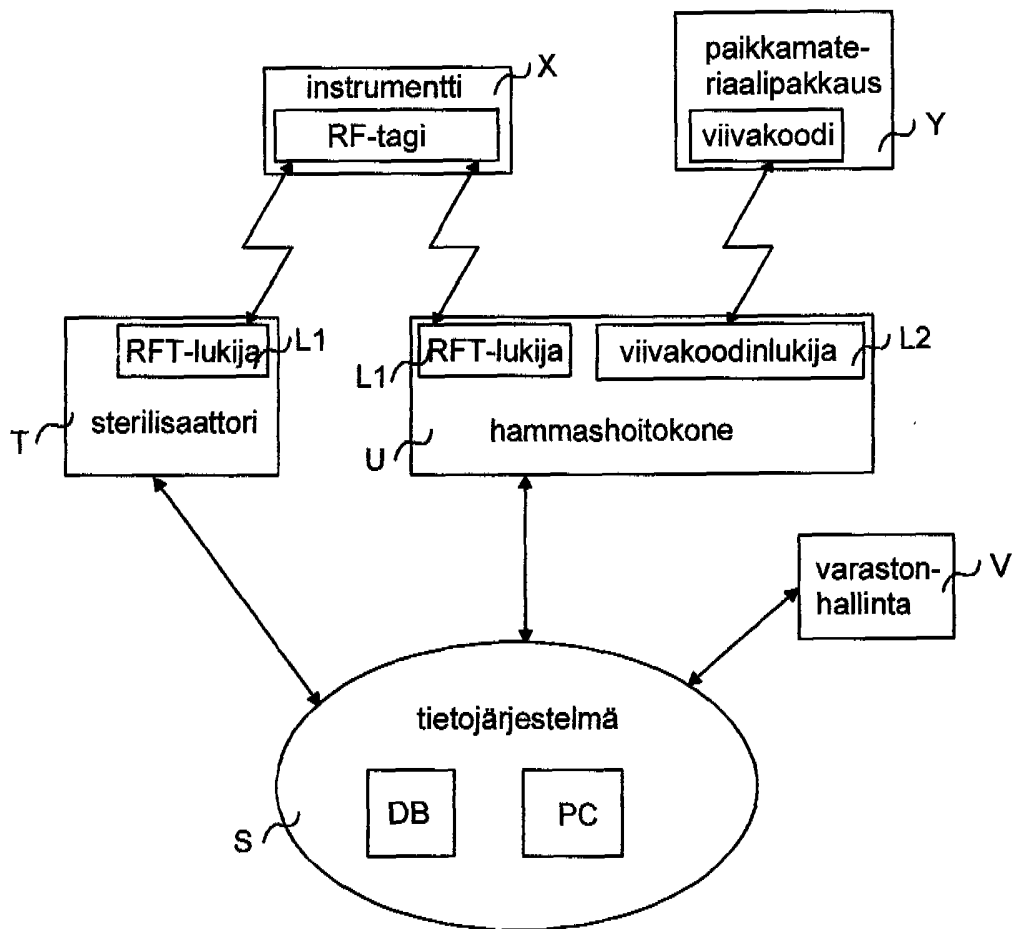 instrumentti
X
RF-tagi
paikkamate-
riaalipakkaus
viivakoodi
Y
RFT-lukija
L1
sterilisaattori
T
RFT-lukija
L1
viivakoodinlukija
L2
hammashoitokone
U
varaston-
hallinta
V
tietojärjestelmä
DB
PC
S